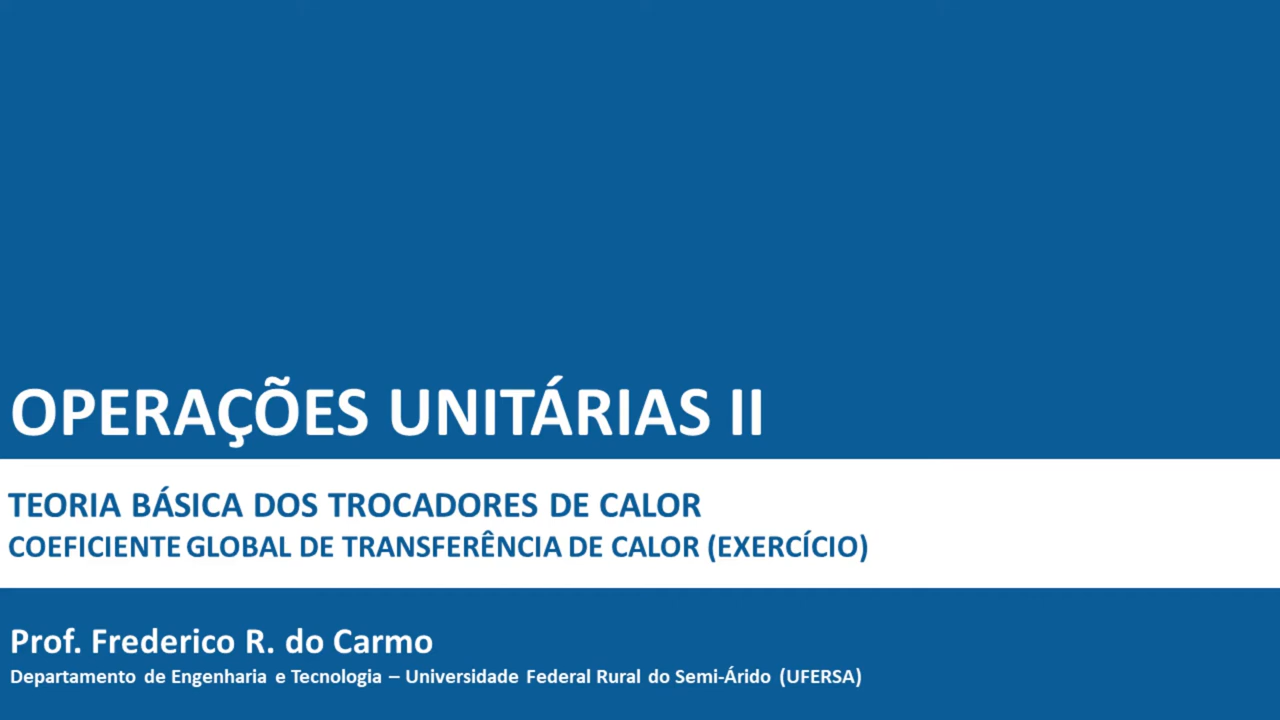 OPERAÇÕES UNITÁRIAS II
TEORIA BÁSICA DOS TROCADORES DE CALOR
COEFICIENTE GLOBAL DE TRANSFERÊNCIA DE CALOR (EXERCÍCIO)
Prof. Frederico R. do Carmo
Departamento de Engenharia e Tecnologia – Universidade Federal Rural do Semi-Árido (UFERSA)